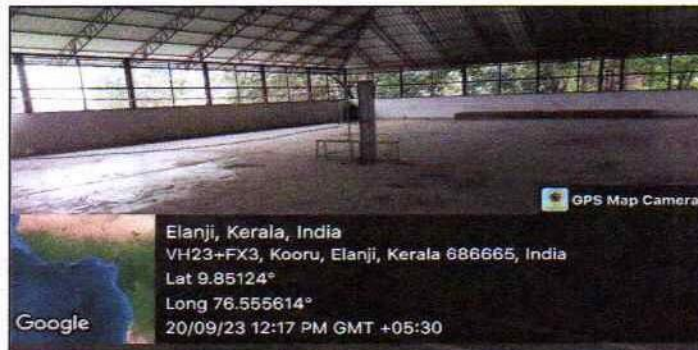 GPS Map Camera
Elanji, Kerala, India
VH23+FX3, Kooru, Elanji, Kerala 686665, India
Lat 9.85124°
Long 76.555614°
20/09/23 12:17 PM GMT +05:30
Google